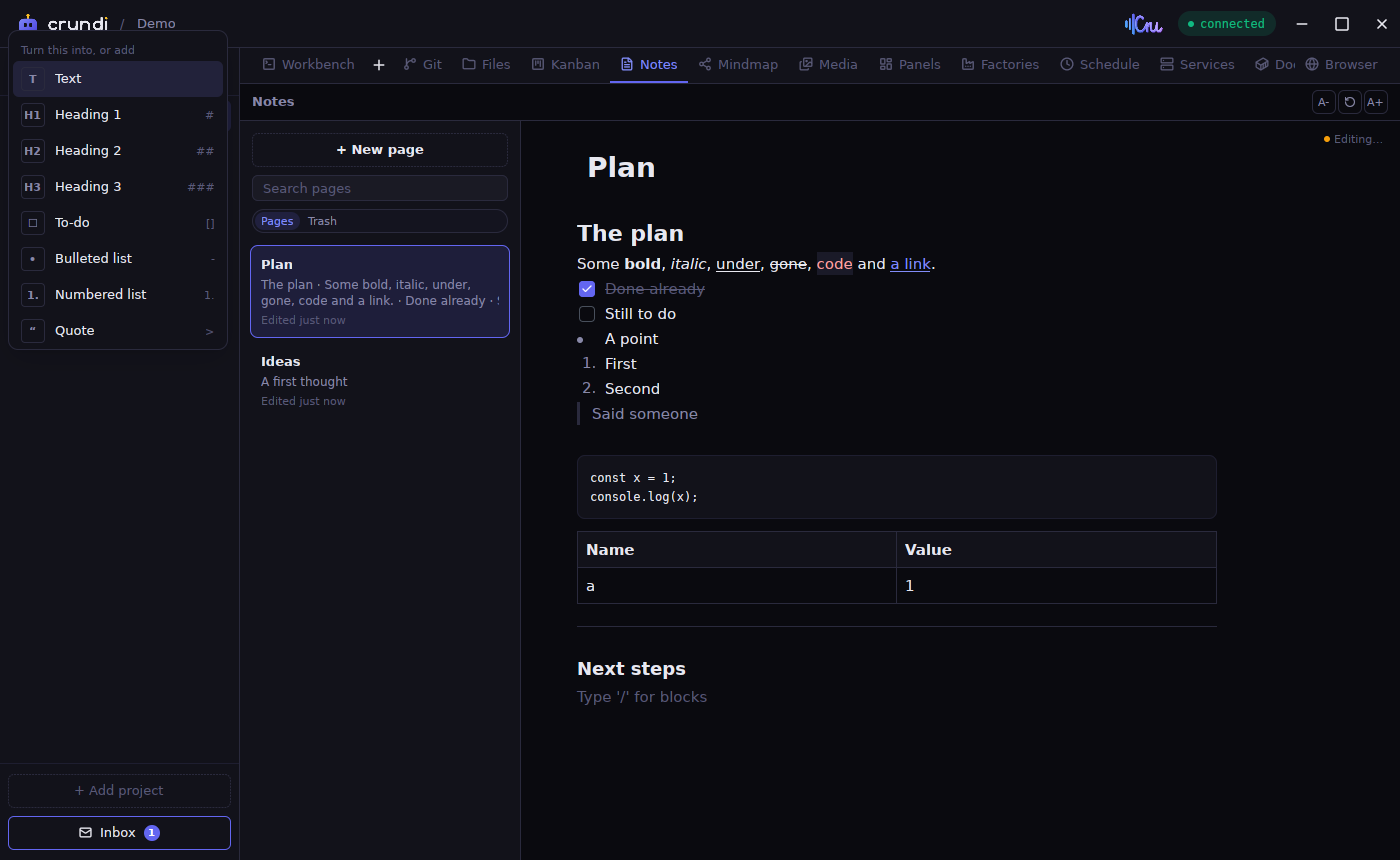 crundi / Demo
Cru
connected
Turn this into, or add
T Text
H1 Heading 1 #
H2 Heading 2 ##
H3 Heading 3 ###
To-do []
• Bulleted list -
1. Numbered list 1.
“ Quote >
+ Add project
Inbox 1
Workbench + Git Files Kanban Notes Mindmap Media Panels Factories Schedule Services Doc Browser
Notes
A- A+
+ New page
Search pages
Pages Trash
Plan
The plan · Some bold, italic, under,
gone, code and a link. · Done already ·
Edited just now
Ideas
A first thought
Edited just now
Editing…
Plan
The plan
Some bold, italic, under, gone, code and a link.
Done already
Still to do
• A point
1. First
2. Second
Said someone
const x = 1;
console.log(x);
Name Value
a 1
Next steps
Type '/' for blocks